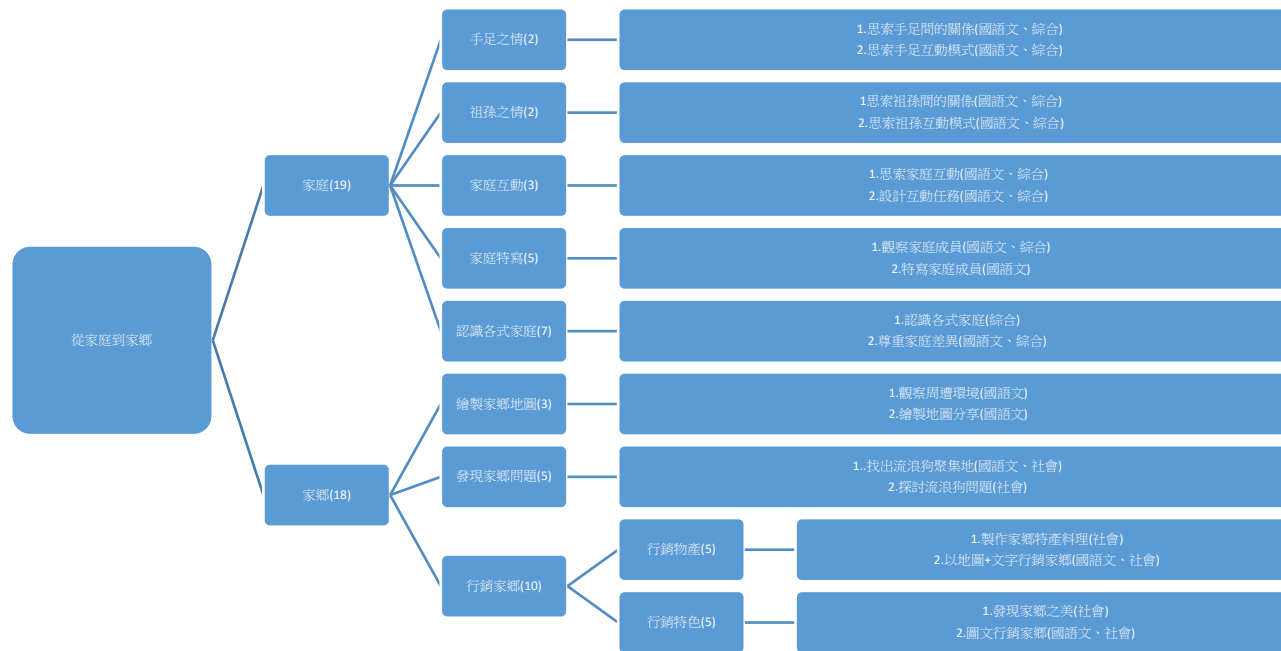 從家庭到家鄉
家庭(19)
手足之情(2)
1.思索手足間的關係(國語文、綜合)
2.思索手足互動模式(國語文、綜合)
祖孫之情(2)
1思索祖孫間的關係(國語文、綜合)
2.思索祖孫互動模式(國語文、綜合)
家庭互動(3)
1.思索家庭互動(國語文、綜合)
2.設計互動任務(國語文、綜合)
家庭特寫(5)
1.觀察家庭成員(國語文、綜合)
2.特寫家庭成員(國語文)
認識各式家庭(7)
1.認識各式家庭(綜合)
2.尊重家庭差異(國語文、綜合)
家鄉(18)
繪製家鄉地圖(3)
1.觀察周遭環境(國語文)
2.繪製地圖分享(國語文)
發現家鄉問題(5)
1..找出流浪狗聚集地(國語文、社會)
2.探討流浪狗問題(社會)
行銷家鄉(10)
行銷物產(5)
1.製作家鄉特產料理(社會)
2.以地圖+文字行銷家鄉(國語文、社會)
行銷特色(5)
1.發現家鄉之美(社會)
2.圖文行銷家鄉(國語文、社會)